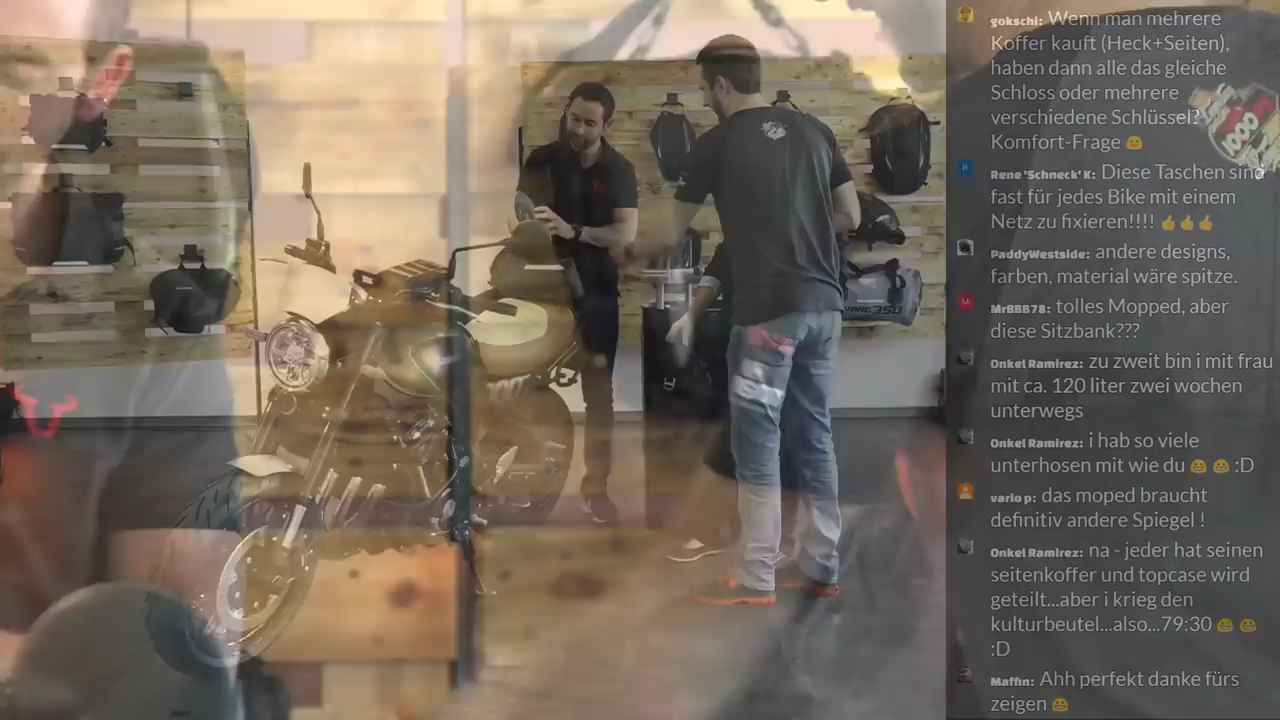 gokschi: Wenn man mehrere
Koffer kauft (Heck+Seiten),
haben dann alle das gleiche
Schloss oder mehrere
verschiedene Schlüssel?
Komfort-Frage 😀
Rene 'Schneck' K: Diese Taschen sind
fast für jedes Bike mit einem
Netz zu fixieren!!!! 👍👍👍
PaddyWestside: andere designs,
farben, material wäre spitze.
MrBBB78: tolles Mopped, aber
diese Sitzbank???
Onkel Ramirez: zu zweit bin i mit frau
mit ca. 120 liter zwei wochen
unterwegs
Onkel Ramirez: i hab so viele
unterhosen mit wie du 😁 😁 :D
vario p: das moped braucht
definitiv andere Spiegel !
Onkel Ramirez: na - jeder hat seinen
seitenkoffer und topcase wird
geteilt...aber i krieg den
kulturbeutel...also...79:30 😁 😁
:D
Maffin: Ahh perfekt danke fürs
zeigen 😁
1000
350